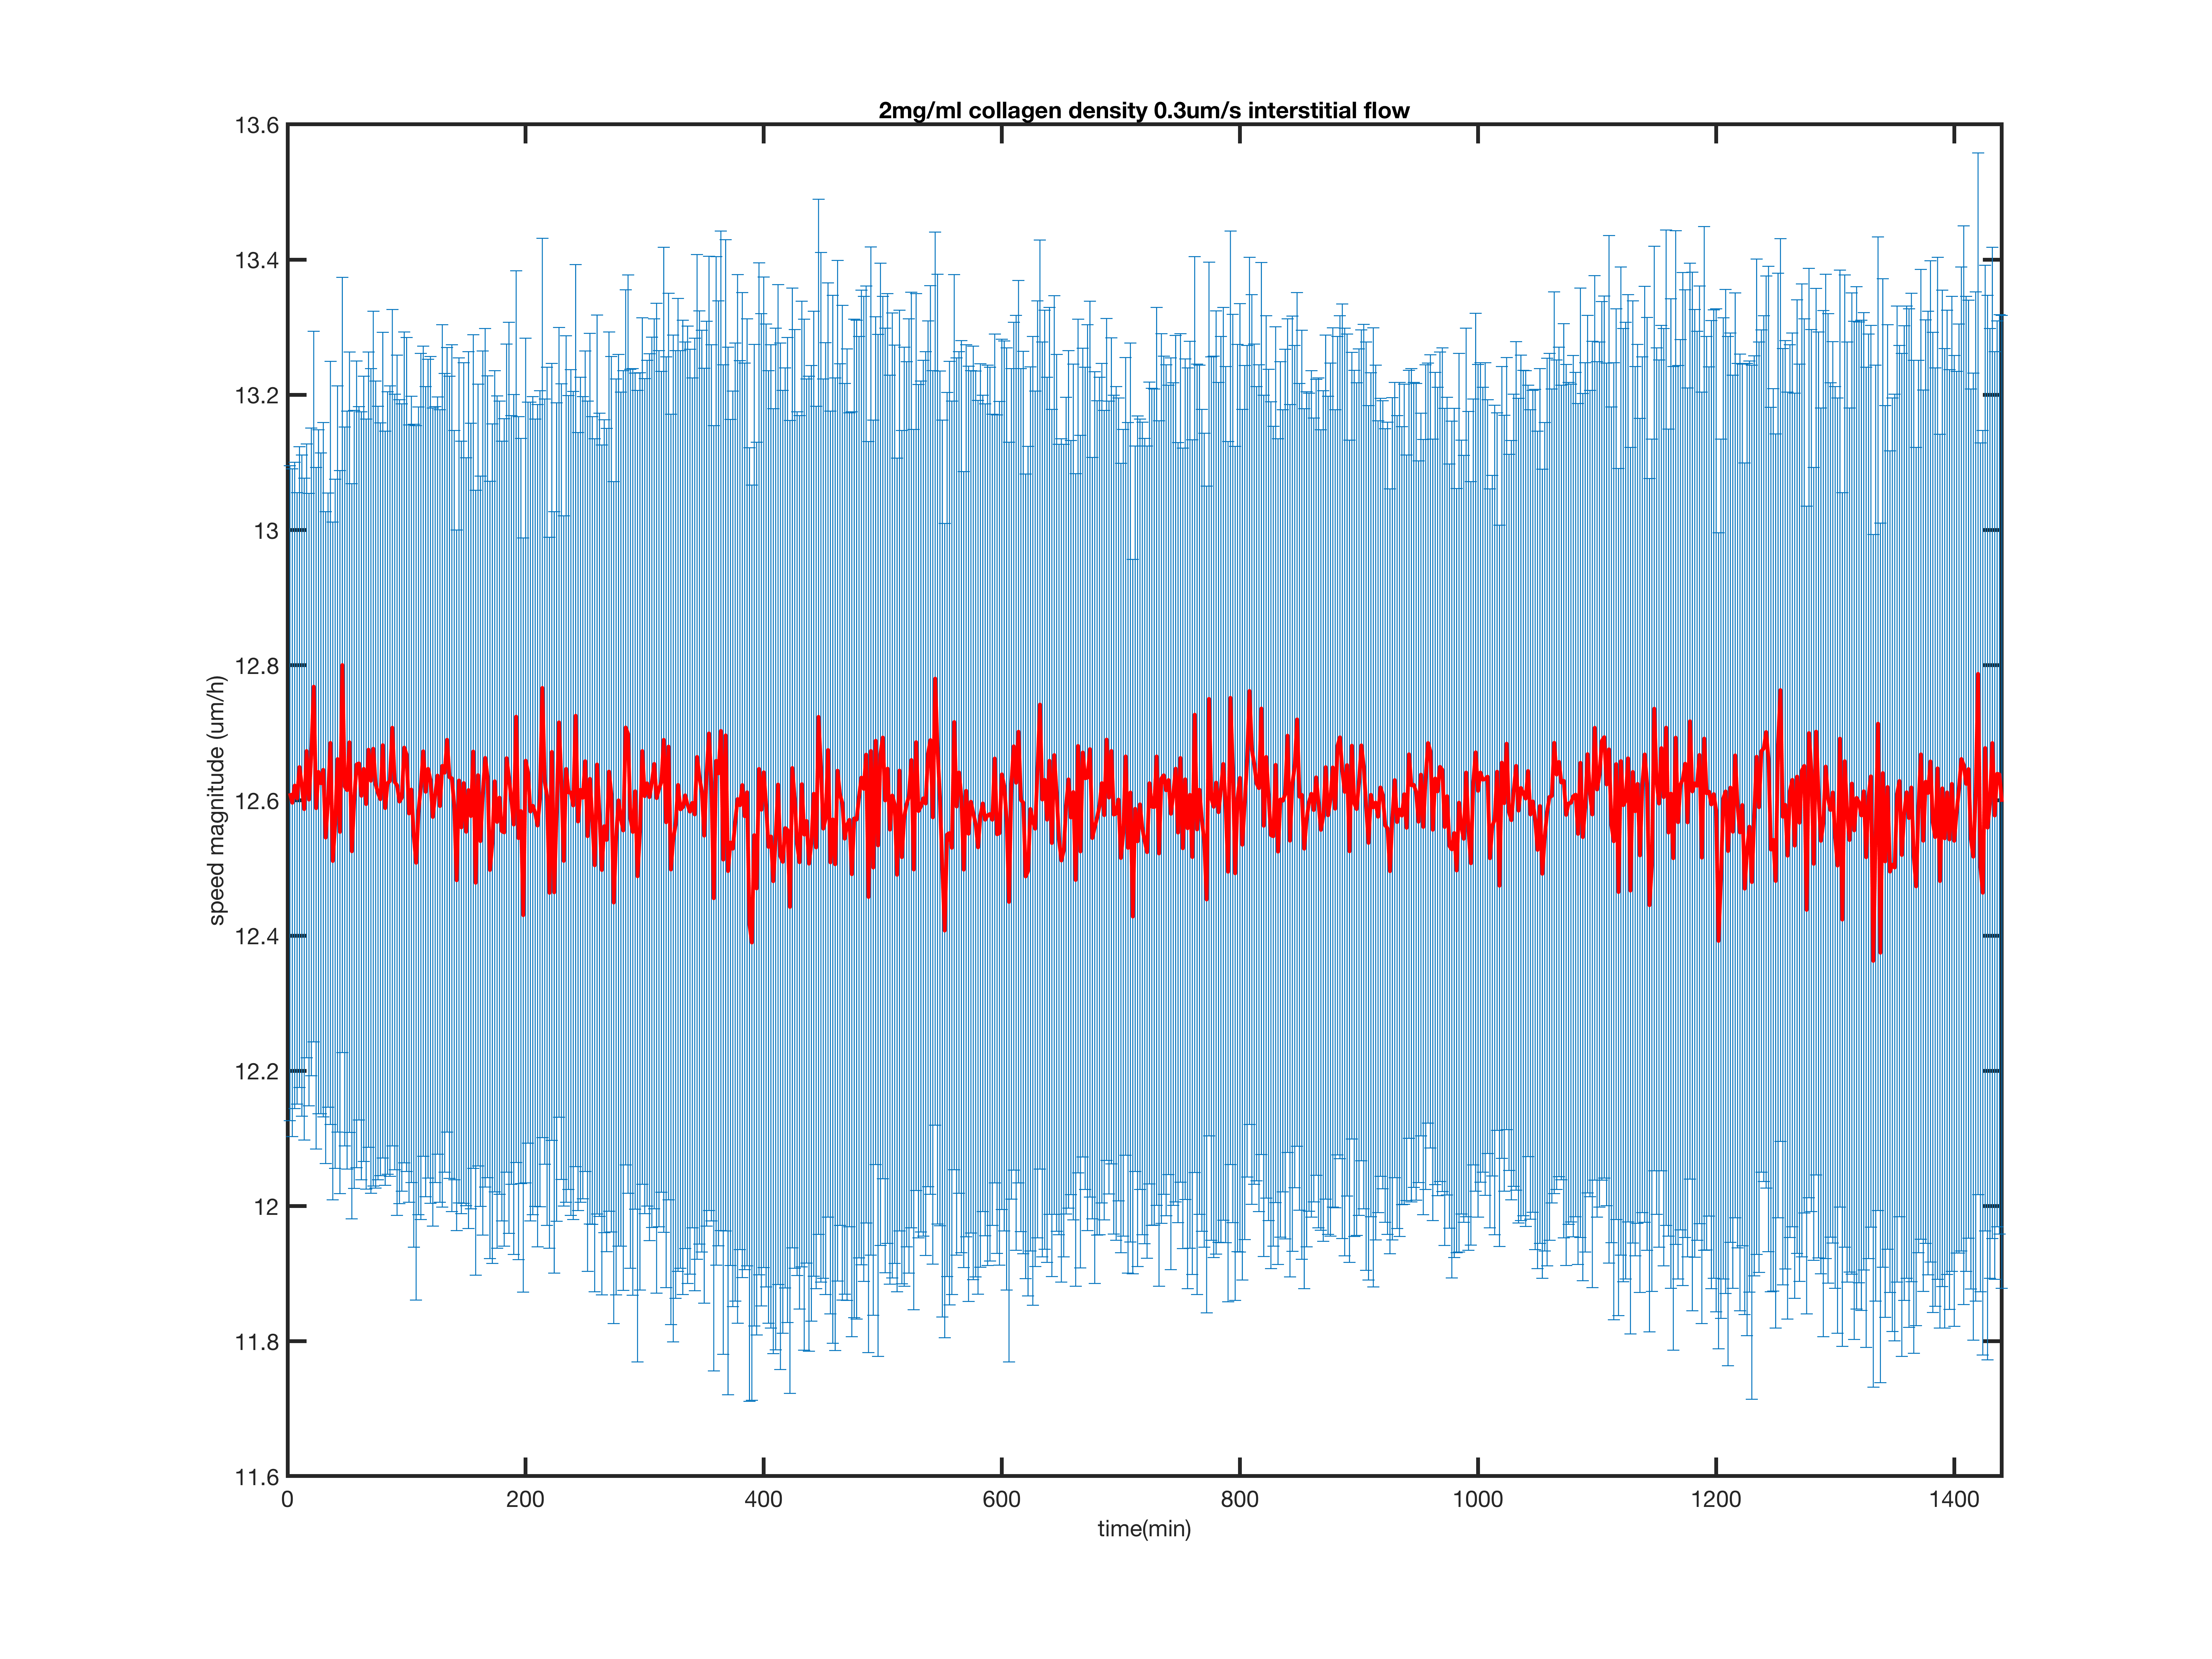 2mg/ml collagen density 0.3um/s interstitial flow
13.6
13.4
13.2
13
12.8
12.6
12.4
12.2
12
11.8
11.6
speed magnitude (um/h)
0 200 400 600 800 1000 1200 1400
time(min)